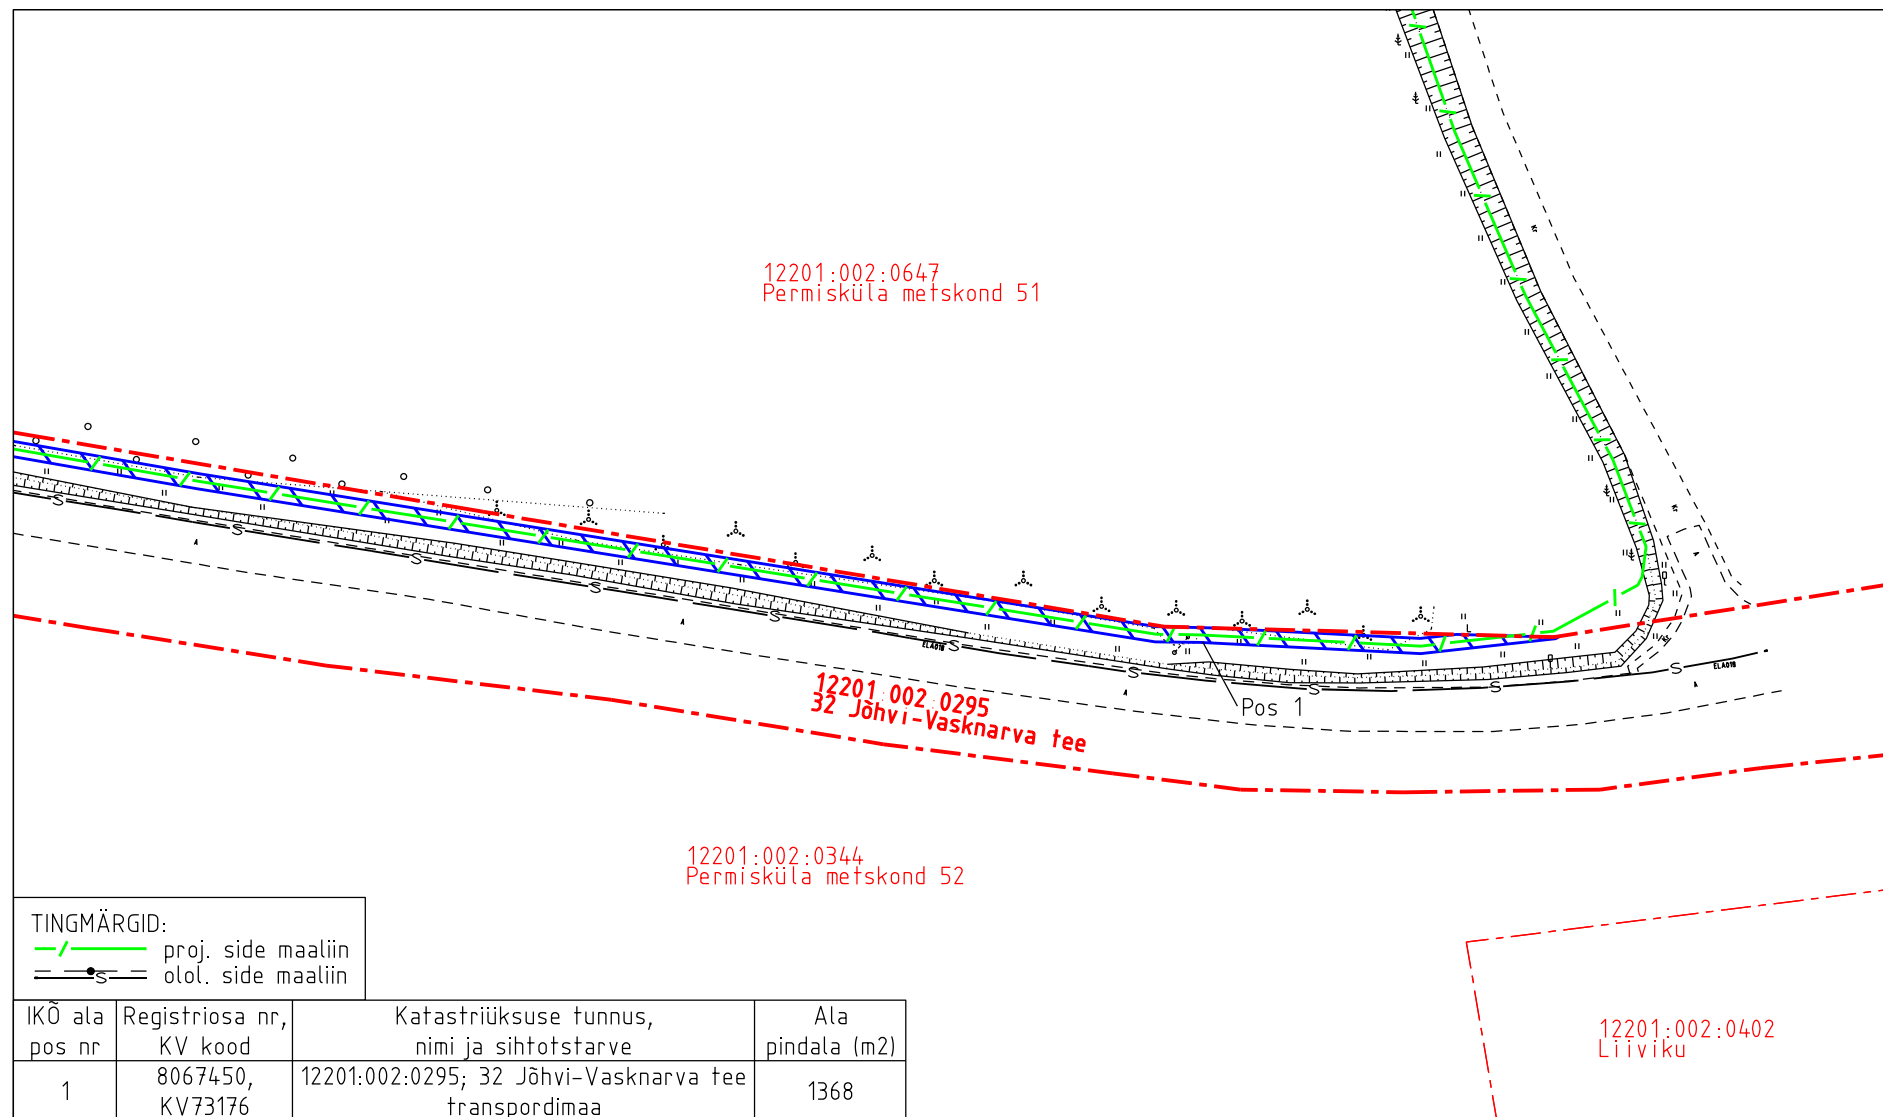 12201:002:0647
Permisküla metskond 51
12201:002:0295
32 Jõhvi-Vasknarva tee
ELA018
ELA018
Pos 1
12201:002:0344
Permisküla metskond 52
12201:002:0402
Liiviku
TINGMÄRGID:
proj. side maaliin
S olol. side maaliin
IKÕ ala pos nr
Registriosa nr, KV kood
Katastriüksuse tunnus, nimi ja sihtotstarve
Ala pindala (m2)
1
8067450, KV73176
12201:002:0295; 32 Jõhvi-Vasknarva tee transpordimaa
1368